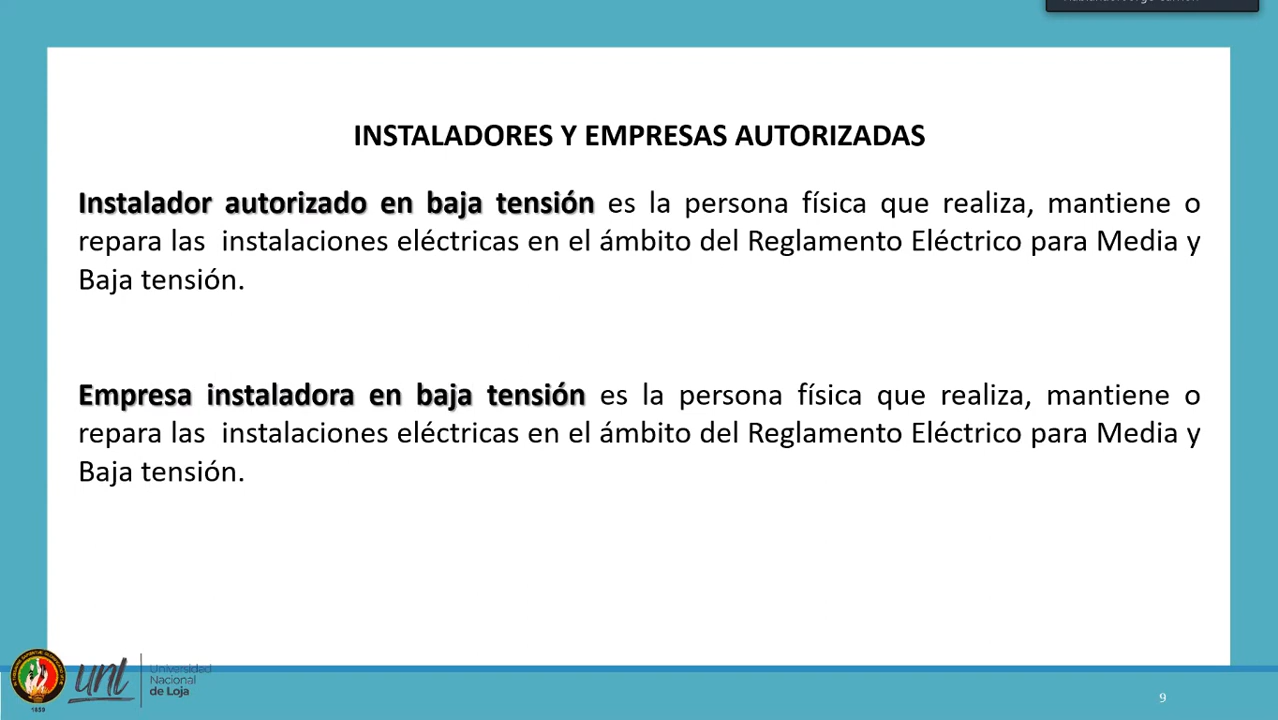 INSTALADORES Y EMPRESAS AUTORIZADAS
Instalador autorizado en baja tensión es la persona física que realiza, mantiene o
repara las instalaciones eléctricas en el ámbito del Reglamento Eléctrico para Media y
Baja tensión.
Empresa instaladora en baja tensión es la persona física que realiza, mantiene o
repara las instalaciones eléctricas en el ámbito del Reglamento Eléctrico para Media y
Baja tensión.
unl
Universidad
Nacional
de Loja
1859
9